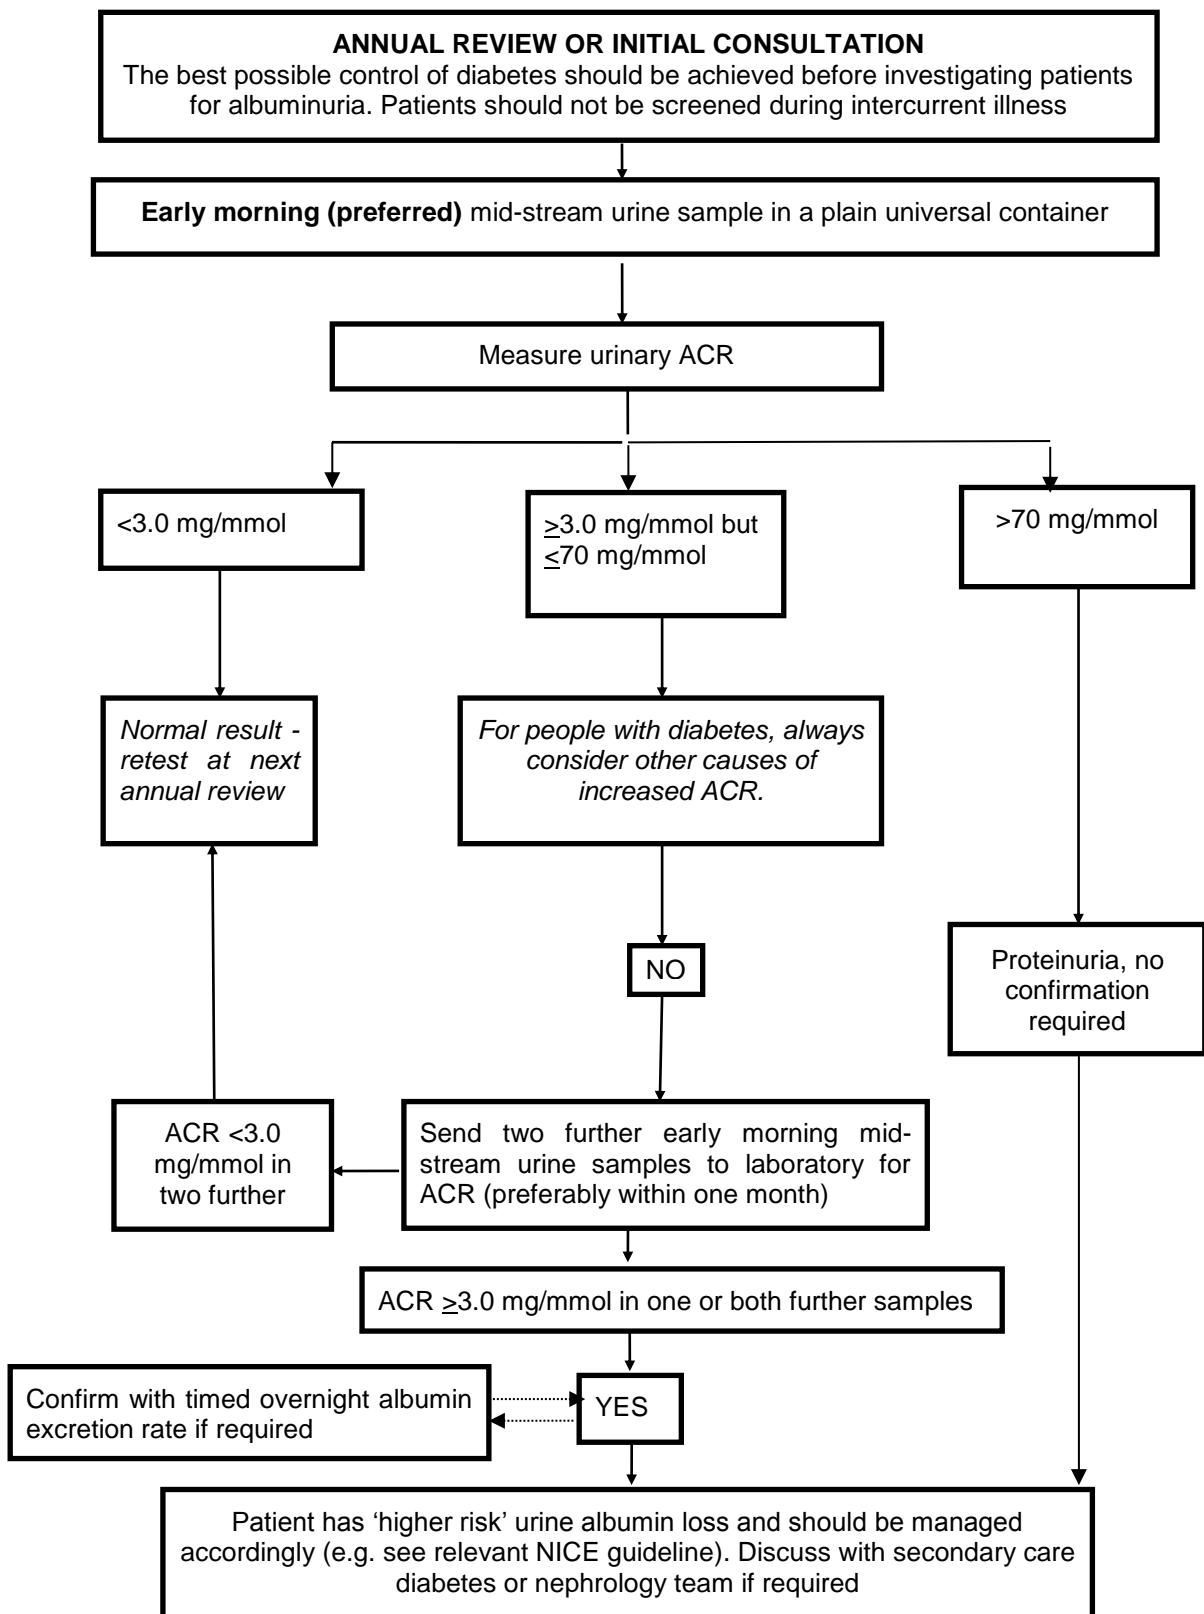 ANNUAL REVIEW OR INITIAL CONSULTATION
The best possible control of diabetes should be achieved before investigating patients
for albuminuria. Patients should not be screened during intercurrent illness
Early morning (preferred) mid-stream urine sample in a plain universal container
Measure urinary ACR
<3.0 mg/mmol
≥3.0 mg/mmol but
≤70 mg/mmol
>70 mg/mmol
Normal result -
retest at next
annual review
For people with diabetes, always
consider other causes of
increased ACR.
NO
Proteinuria, no
confirmation
required
ACR <3.0
mg/mmol in
two further
Send two further early morning mid-
stream urine samples to laboratory for
ACR (preferably within one month)
ACR ≥3.0 mg/mmol in one or both further samples
Confirm with timed overnight albumin
excretion rate if required
YES
Patient has ‘higher risk’ urine albumin loss and should be managed
accordingly (e.g. see relevant NICE guideline). Discuss with secondary care
diabetes or nephrology team if required